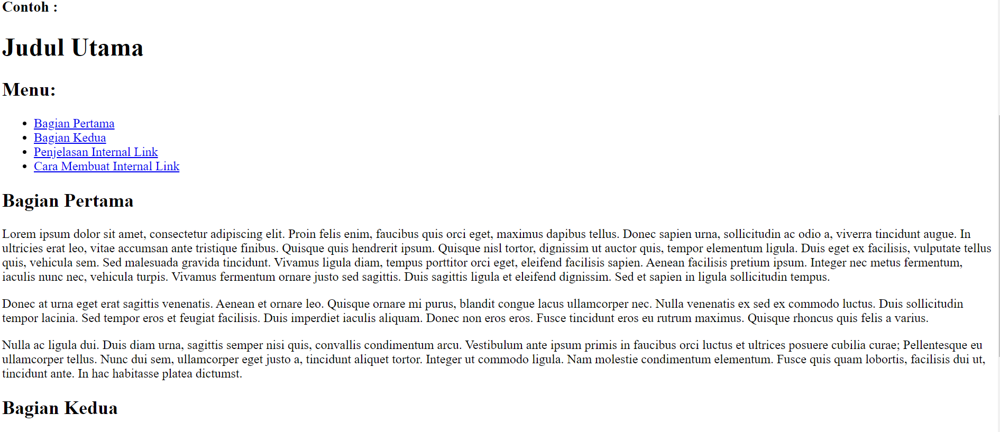 Contoh :
Judul Utama
Menu:
Bagian Pertama
Bagian Kedua
Penjelasan Internal Link
Cara Membuat Internal Link
Bagian Pertama
Lorem ipsum dolor sit amet, consectetur adipiscing elit. Proin felis enim, faucibus quis orci eget, maximus dapibus tellus. Donec sapien urna, sollicitudin ac odio a, viverra tincidunt augue. In
ultricies erat leo, vitae accumsan ante tristique finibus. Quisque quis hendrerit ipsum. Quisque nisl tortor, dignissim ut auctor quis, tempor elementum ligula. Duis eget ex facilisis, vulputate tellus
quis, vehicula sem. Sed malesuada gravida tincidunt. Vivamus ligula diam, tempus porttitor orci eget, eleifend facilisis sapien. Aenean facilisis pretium ipsum. Integer nec metus fermentum,
iaculis nunc nec, vehicula turpis. Vivamus fermentum ornare justo sed sagittis. Duis sagittis ligula et eleifend dignissim. Sed et sapien in ligula sollicitudin tempus.
Donec at urna eget erat sagittis venenatis. Aenean et ornare leo. Quisque ornare mi purus, blandit congue lacus ullamcorper nec. Nulla venenatis ex sed ex commodo luctus. Duis sollicitudin
tempor lacinia. Sed tempor eros et feugiat facilisis. Duis imperdiet iaculis aliquam. Donec non eros eros. Fusce tincidunt eros eu rutrum maximus. Quisque rhoncus quis felis a varius.
Nulla ac ligula dui. Duis diam urna, sagittis semper nisi quis, convallis condimentum arcu. Vestibulum ante ipsum primis in faucibus orci luctus et ultrices posuere cubilia curae; Pellentesque eu
ullamcorper tellus. Nunc dui sem, ullamcorper eget justo a, tincidunt aliquet tortor. Integer ut commodo ligula. Nam molestie condimentum elementum. Fusce quis quam lobortis, facilisis dui ut,
tincidunt ante. In hac habitasse platea dictumst.
Bagian Kedua